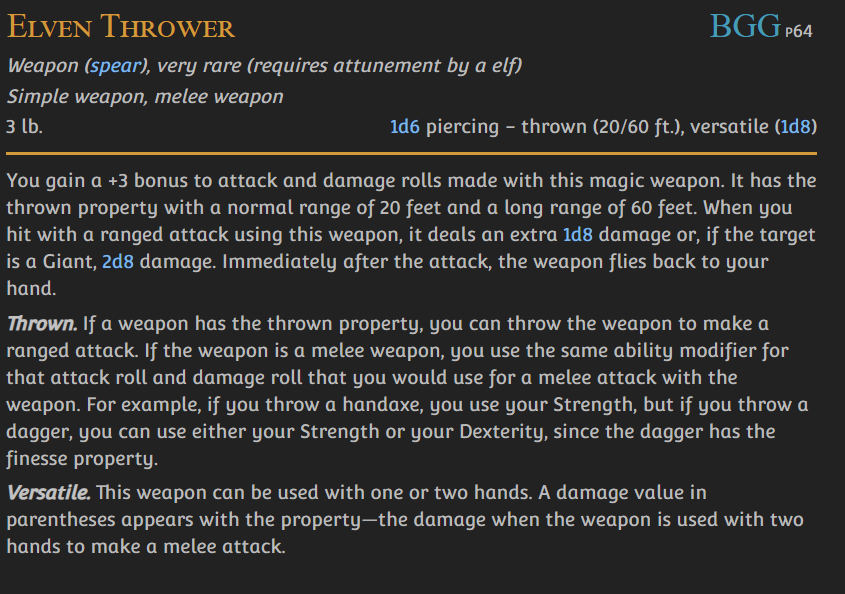 Elven Thrower BGG P64
Weapon (spear), very rare (requires attunement by a elf)
Simple weapon, melee weapon
3 lb. 1d6 piercing – thrown (20/60 ft.), versatile (1d8)
You gain a +3 bonus to attack and damage rolls made with this magic weapon. It has the
thrown property with a normal range of 20 feet and a long range of 60 feet. When you
hit with a ranged attack using this weapon, it deals an extra 1d8 damage or, if the target
is a Giant, 2d8 damage. Immediately after the attack, the weapon flies back to your
hand.
Thrown. If a weapon has the thrown property, you can throw the weapon to make a
ranged attack. If the weapon is a melee weapon, you use the same ability modifier for
that attack roll and damage roll that you would use for a melee attack with the
weapon. For example, if you throw a handaxe, you use your Strength, but if you throw a
dagger, you can use either your Strength or your Dexterity, since the dagger has the
finesse property.
Versatile. This weapon can be used with one or two hands. A damage value in
parentheses appears with the property—the damage when the weapon is used with two
hands to make a melee attack.